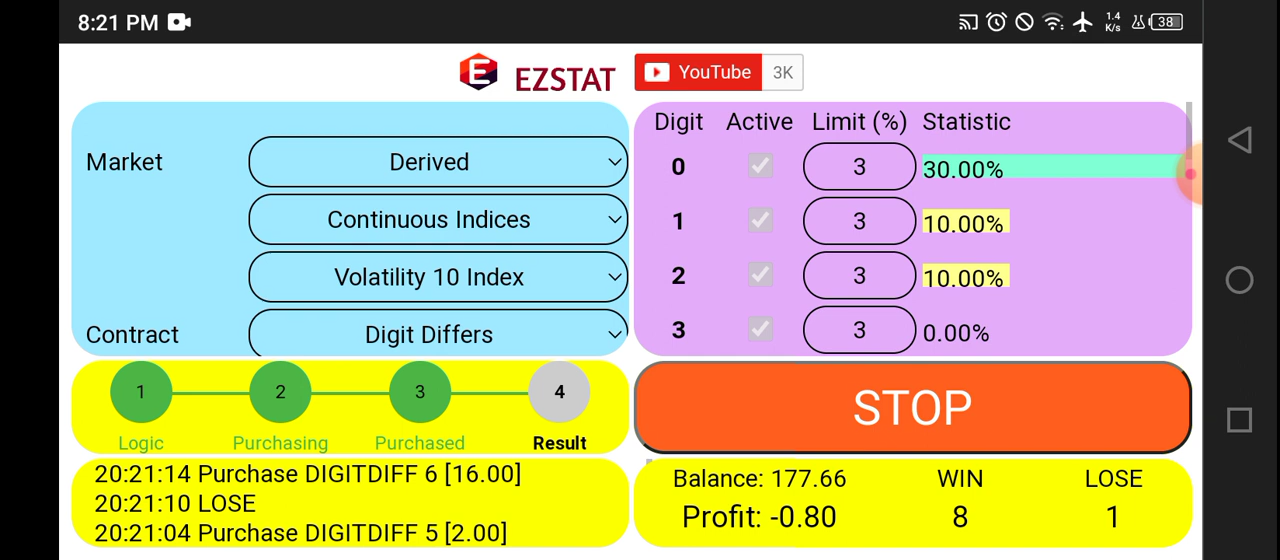 8:21 PM
1.4 K/s 38
E EZSTAT YouTube 3K
Market Derived
Continuous Indices
Volatility 10 Index
Contract Digit Differs
Digit Active Limit (%) Statistic
0 3 30.00%
1 3 10.00%
2 3 10.00%
3 3 0.00%
1 2 3 4
Logic Purchasing Purchased Result
STOP
20:21:14 Purchase DIGITDIFF 6 [16.00]
20:21:10 LOSE
20:21:04 Purchase DIGITDIFF 5 [2.00]
Balance: 177.66 WIN LOSE
Profit: -0.80 8 1